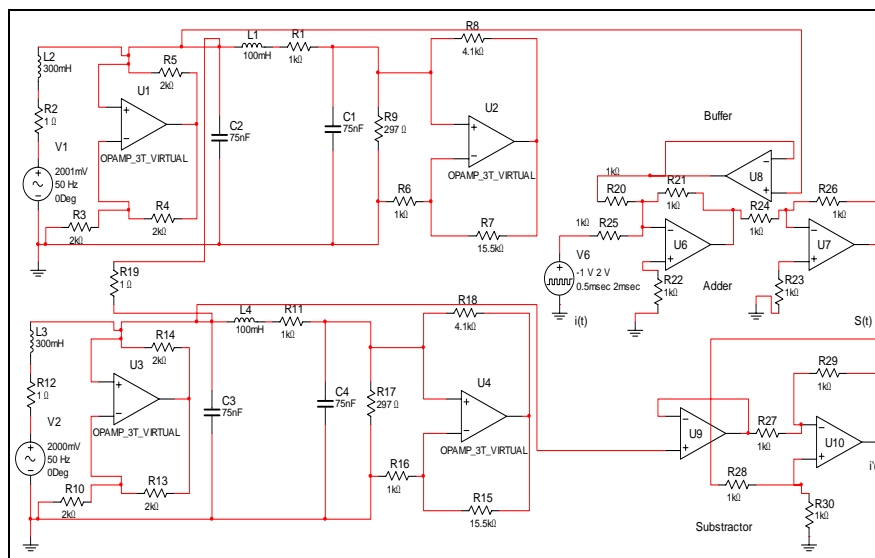 L2
300mH
R2
1 Ω
V1
2001mV
50 Hz
0Deg
R5
2kΩ
U1
OPAMP_3T_VIRTUAL
R4
2kΩ
R3
2kΩ
L1
100mH
R1
1kΩ
C2
75nF
C1
75nF
R9
297 Ω
R8
4.1kΩ
U2
OPAMP_3T_VIRTUAL
R6
1kΩ
R7
15.5kΩ
R19
1 Ω
Buffer
U8
1kΩ
R20
R21
1kΩ
R24
1kΩ
R26
1kΩ
1kΩ
R25
U6
U7
V6
-1 V 2 V
0.5msec 2msec
R22
1kΩ
R23
1kΩ
Adder
i(t)
S(t)
L3
300mH
R12
1 Ω
V2
2000mV
50 Hz
0Deg
R14
2kΩ
U3
OPAMP_3T_VIRTUAL
R13
2kΩ
R10
2kΩ
L4
100mH
R11
1kΩ
C3
75nF
C4
75nF
R17
297 Ω
R18
4.1kΩ
U4
OPAMP_3T_VIRTUAL
R16
1kΩ
R15
15.5kΩ
R29
1kΩ
U9
R27
1kΩ
U10
R28
1kΩ
R30
1kΩ
Substractor